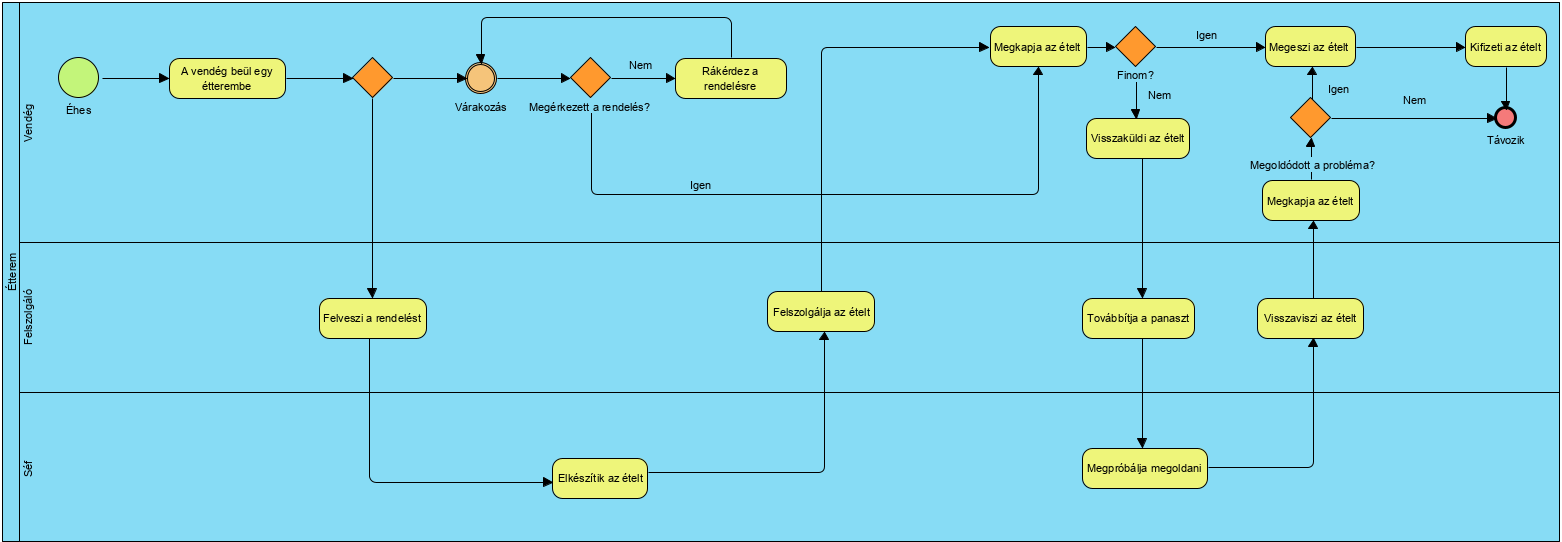 Étterem
Vendég
Éhes
A vendég beül egy
étterembe
Várakozás
Megérkezett a rendelés?
Nem
Igen
Rákérdez a
rendelésre
Megkapja az ételt
Finom?
Igen
Nem
Visszaküldi az ételt
Megeszi az ételt
Kifizeti az ételt
Igen
Nem
Távozik
Megoldódott a probléma?
Megkapja az ételt
Felszolgáló
Felveszi a rendelést
Felszolgálja az ételt
Továbbítja a panaszt
Visszaviszi az ételt
Séf
Elkészítik az ételt
Megpróbálja megoldani